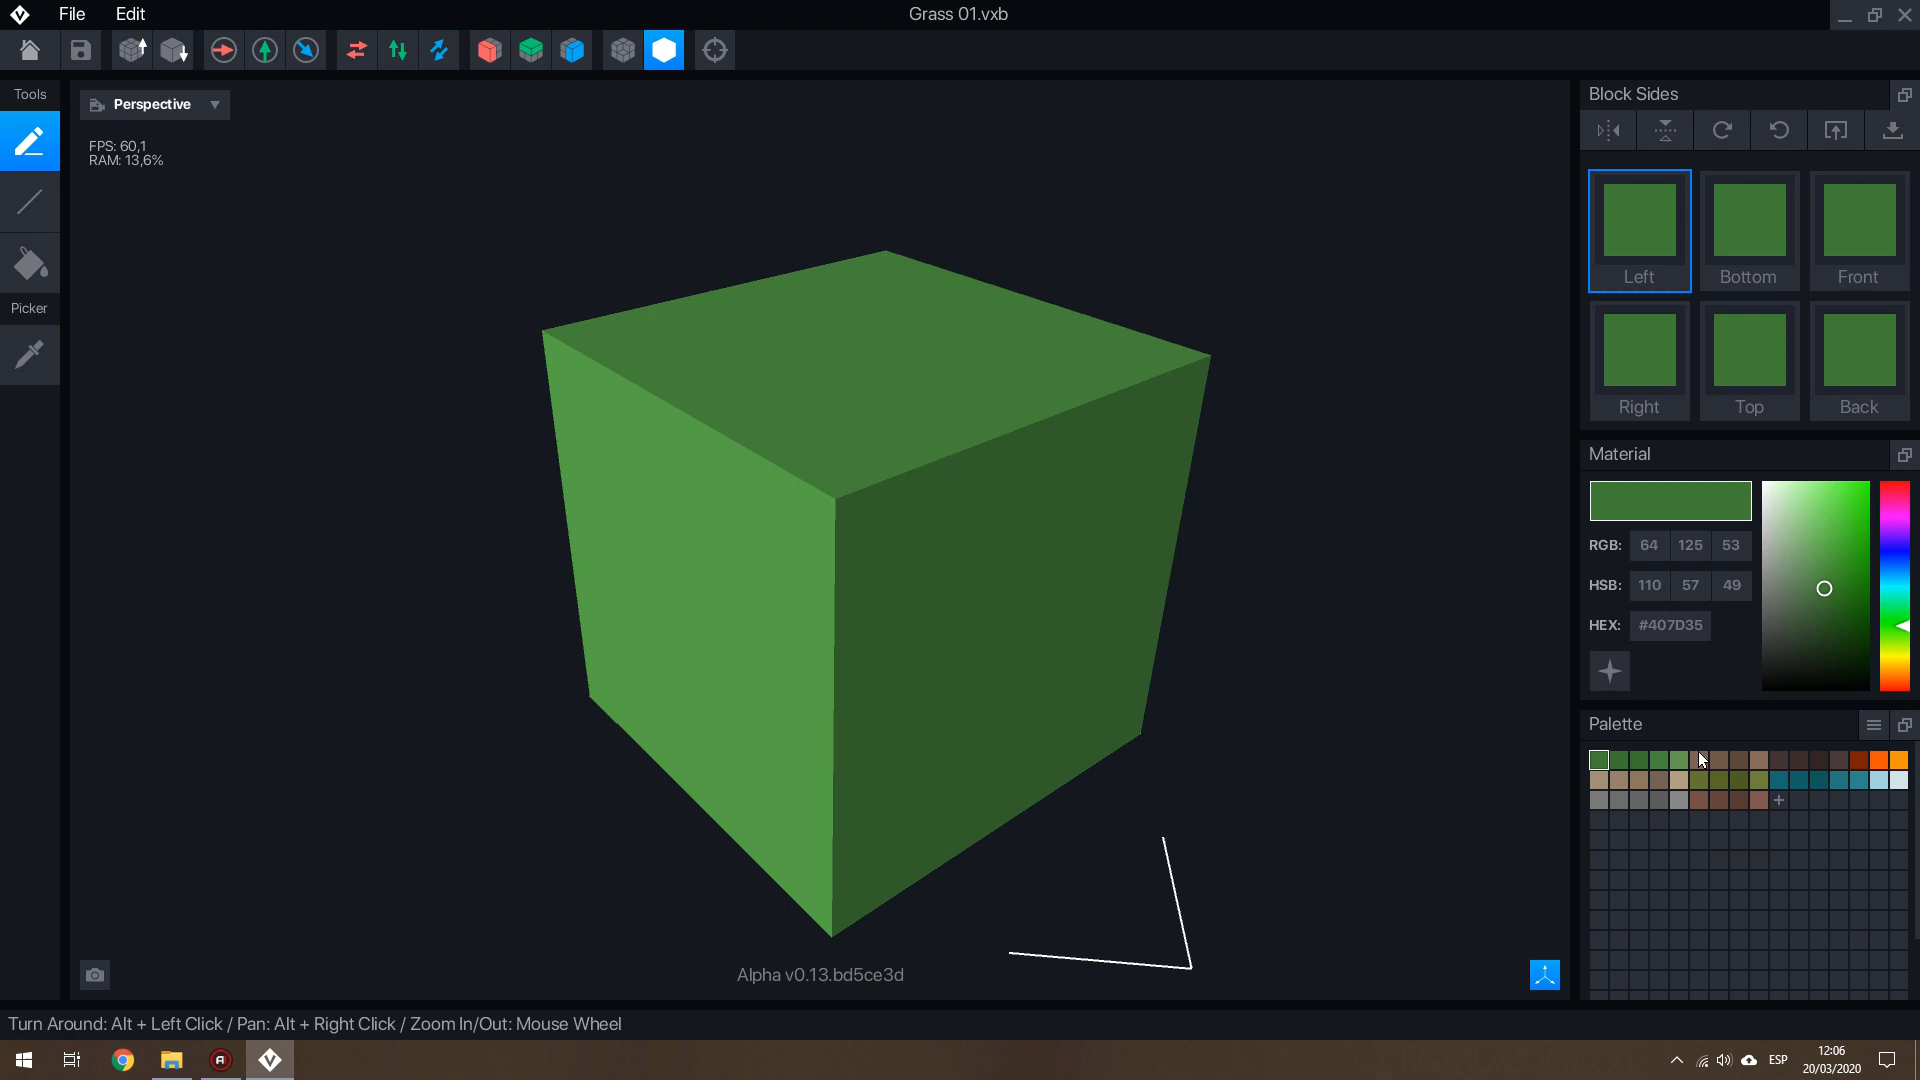 File Edit Grass 01.vxb
Tools
Perspective
FPS: 60,1
RAM: 13,6%
Picker
Block Sides
Left Bottom Front
Right Top Back
Material
RGB: 64 125 53
HSB: 110 57 49
HEX: #407D35
Palette
Alpha v0.13.bd5ce3d
Turn Around: Alt + Left Click / Pan: Alt + Right Click / Zoom In/Out: Mouse Wheel
ESP
12:06
20/03/2020